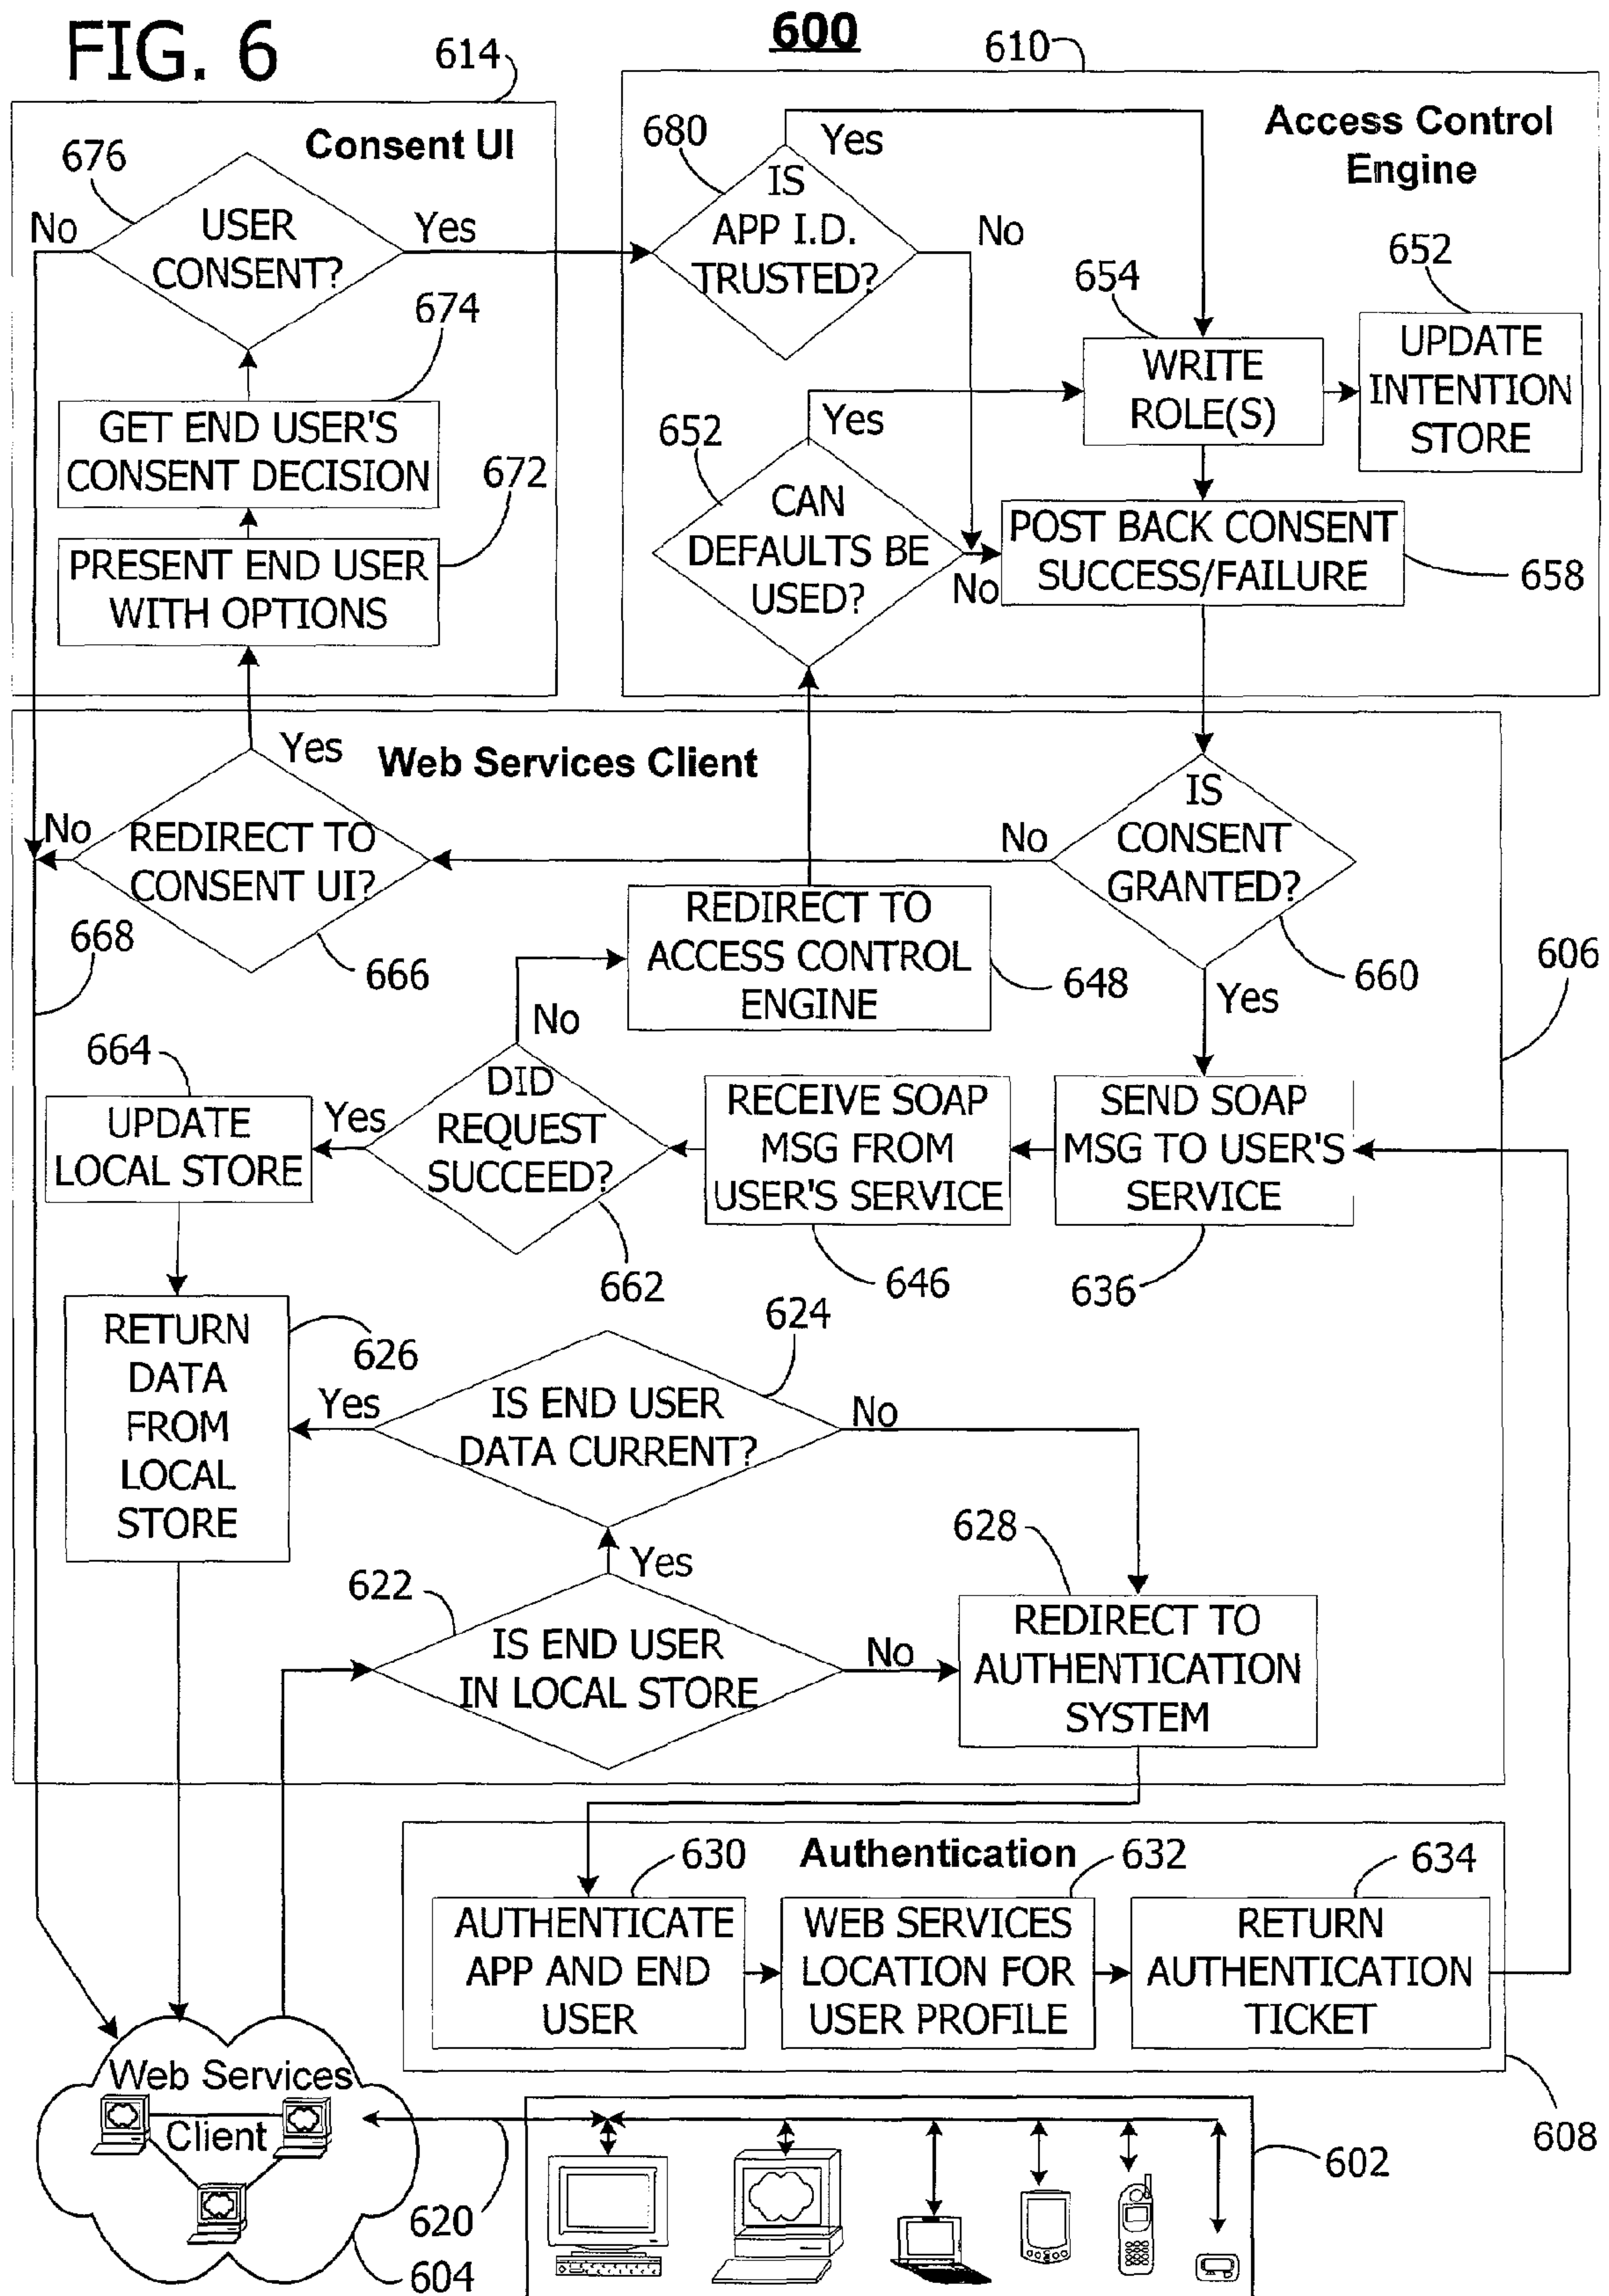 FIG. 6
600
614
610
Consent UI
676
No
USER
CONSENT?
Yes
674
GET END USER'S
CONSENT DECISION
672
PRESENT END USER
WITH OPTIONS
Access Control
Engine
680
Yes
IS
APP I.D.
TRUSTED?
No
654
652
WRITE
ROLE(S)
UPDATE
INTENTION
STORE
652
Yes
CAN
DEFAULTS BE
USED?
No
POST BACK CONSENT
SUCCESS/FAILURE
658
Web Services Client
Yes
No
REDIRECT TO
CONSENT UI?
668
666
No
IS
CONSENT
GRANTED?
660
Yes
606
REDIRECT TO
ACCESS CONTROL
ENGINE
648
No
664
UPDATE
LOCAL STORE
Yes
DID
REQUEST
SUCCEED?
662
RECEIVE SOAP
MSG FROM
USER'S SERVICE
646
SEND SOAP
MSG TO USER'S
SERVICE
636
RETURN
DATA
FROM
LOCAL
STORE
626
624
Yes
IS END USER
DATA CURRENT?
No
622
Yes
IS END USER
IN LOCAL STORE
No
628
REDIRECT TO
AUTHENTICATION
SYSTEM
Authentication
630
632
634
AUTHENTICATE
APP AND END
USER
WEB SERVICES
LOCATION FOR
USER PROFILE
RETURN
AUTHENTICATION
TICKET
608
Web Services
Client
620
604
602